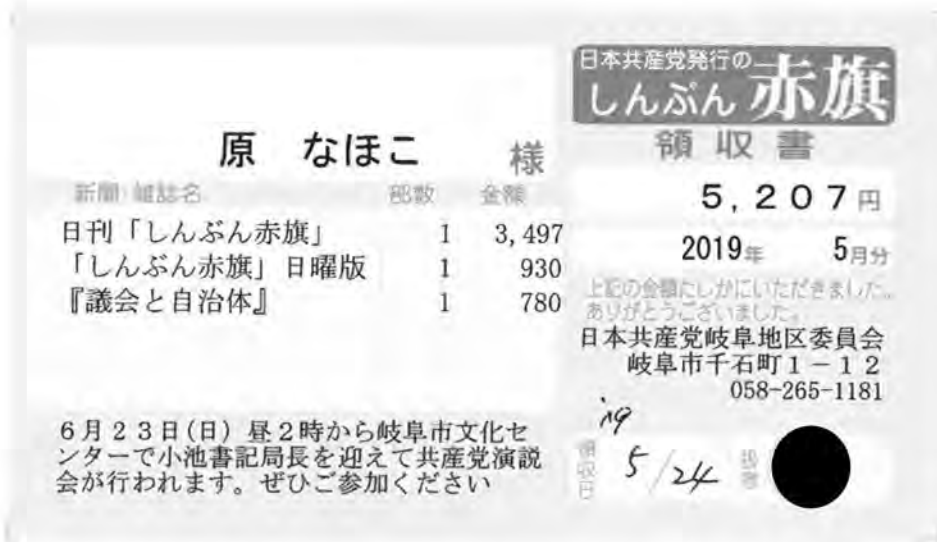 原 なほこ 様
新聞・雑誌名 部数 金額
日刊「しんぶん赤旗」 1 3,497
「しんぶん赤旗」日曜版 1 930
『議会と自治体』 1 780
6月23日(日) 昼2時から岐阜市文化セ
ンターで小池書記局長を迎えて共産党演説
会が行われます。ぜひご参加ください
日本共産党発行の
しんぶん赤旗
領収書
5,207円
2019年 5月分
上記の金額たしかにいただきました。
ありがとうございました。
日本共産党岐阜地区委員会
岐阜市千石町1-12
058-265-1181
'19
領収日 5/24 扱者